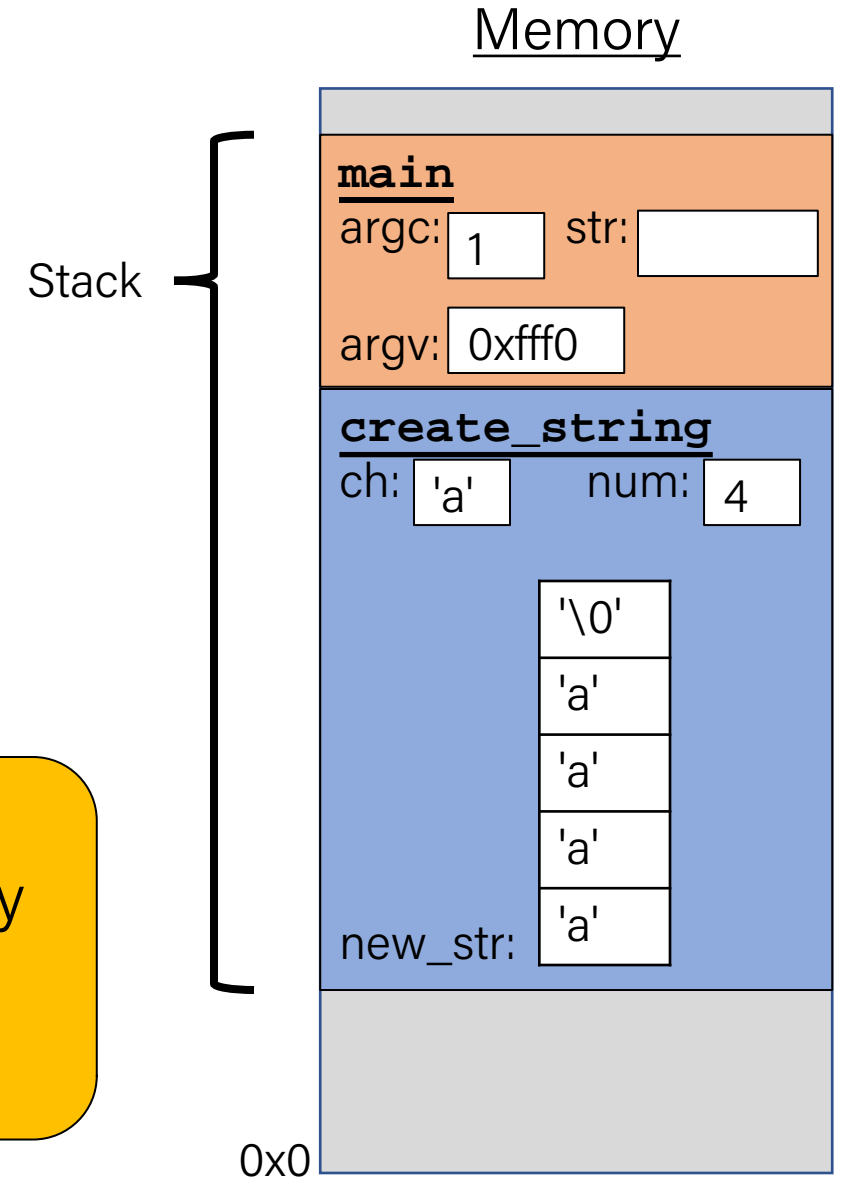 Memory
Stack
main
argc: 1 str:
argv: 0xfff0
create_string
ch: 'a' num: 4
'\0'
'a'
'a'
'a'
new_str: 'a'
0x0